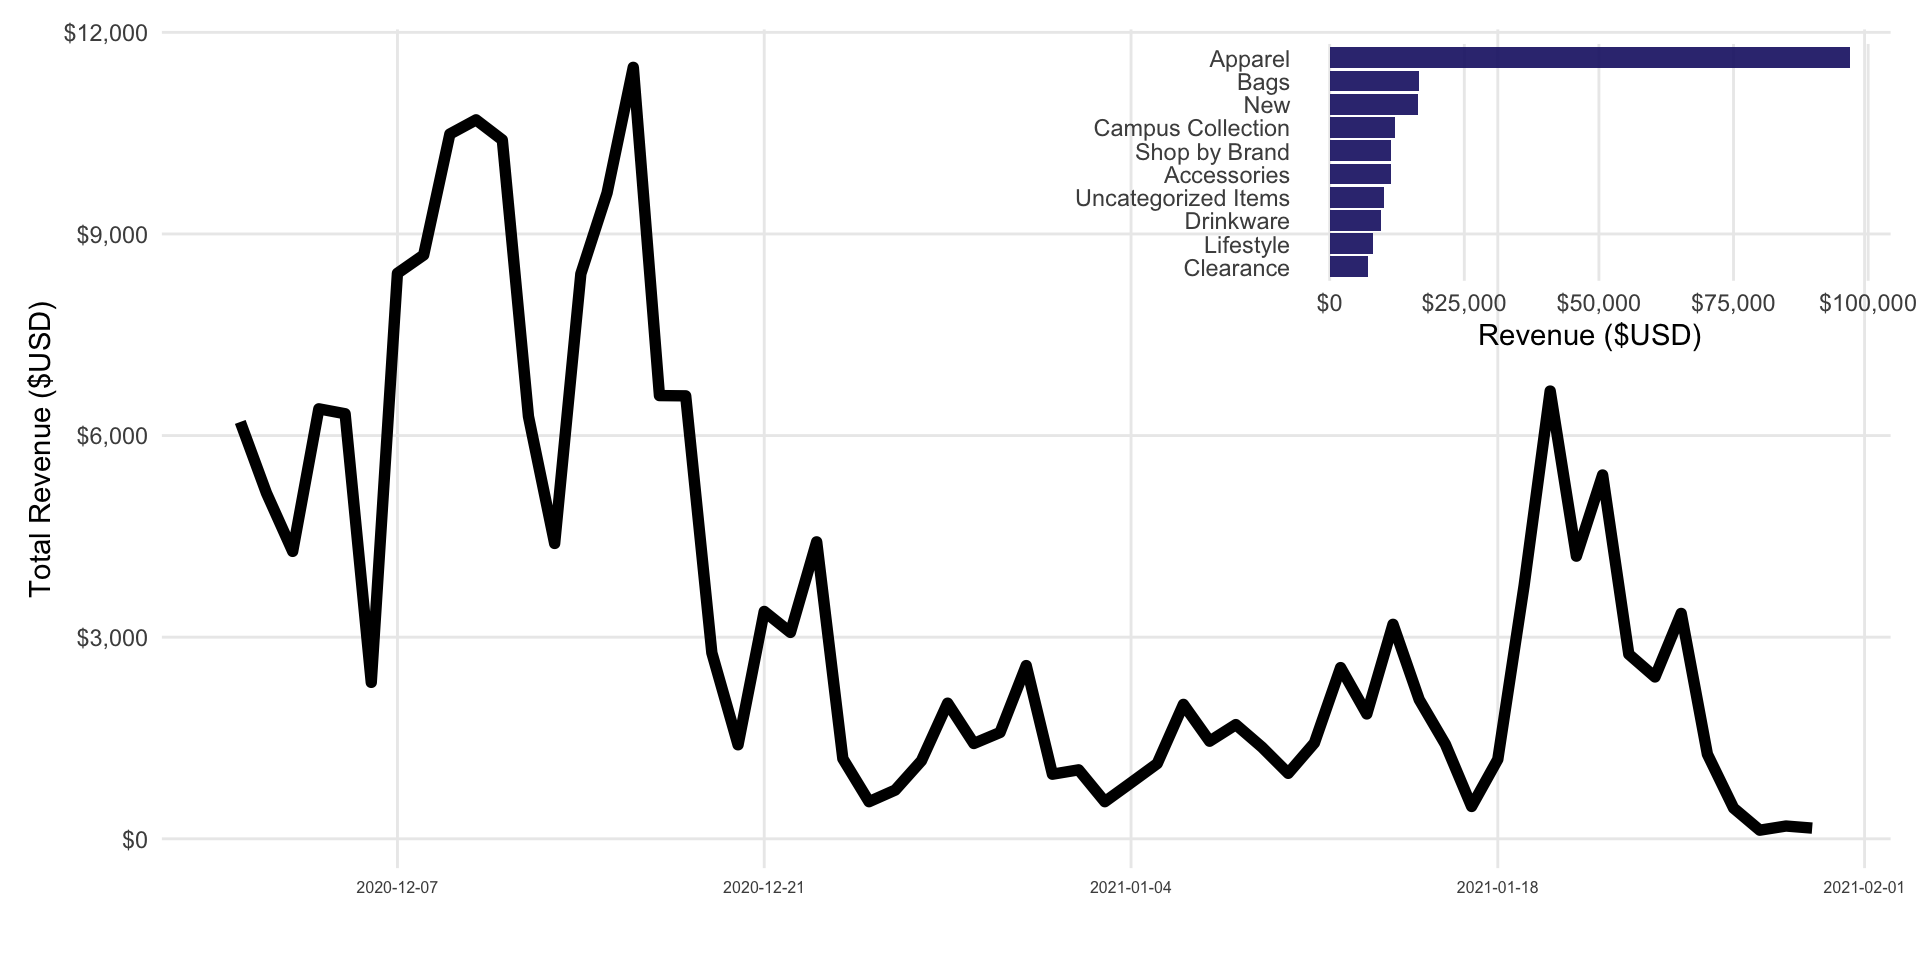 Total Revenue ($USD)
$12,000
$9,000
$6,000
$3,000
$0
2020-12-07
2020-12-21
2021-01-04
2021-01-18
2021-02-01
Apparel
Bags
New
Campus Collection
Shop by Brand
Accessories
Uncategorized Items
Drinkware
Lifestyle
Clearance
$0
$25,000
$50,000
$75,000
$100,000
Revenue ($USD)